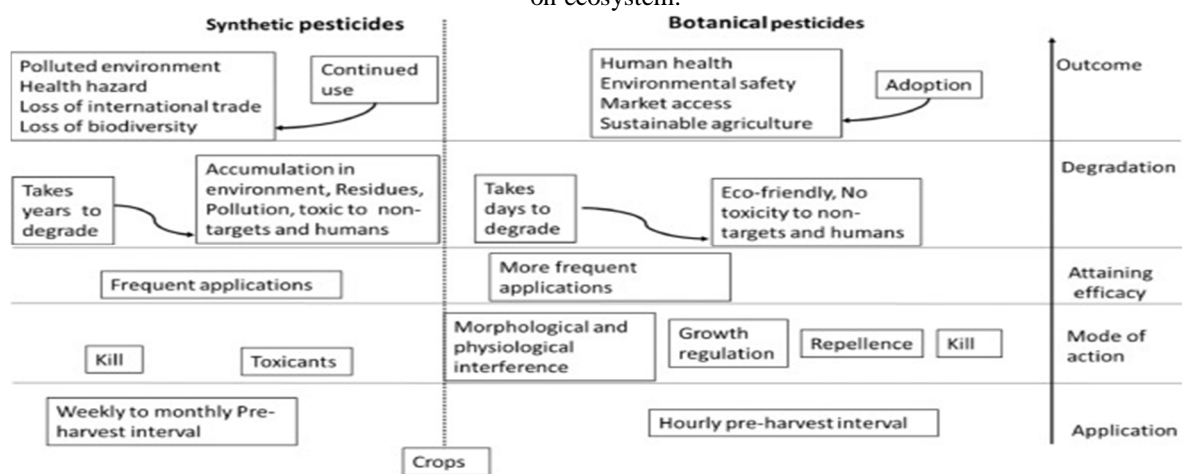 on ecosystem.
Synthetic pesticides
Botanical pesticides
Polluted environment
Health hazard
Loss of international trade
Loss of biodiversity
Continued
use
Human health
Environmental safety
Market access
Sustainable agriculture
Adoption
Outcome
Takes
years to
degrade
Accumulation in
environment, Residues,
Pollution, toxic to non-
targets and humans
Takes
days to
degrade
Eco-friendly, No
toxicity to non-
targets and humans
Degradation
Frequent applications
More frequent
applications
Attaining
efficacy
Kill
Toxicants
Morphological and
physiological
interference
Growth
regulation
Repellence
Kill
Mode of
action
Weekly to monthly Pre-
harvest interval
Hourly pre-harvest interval
Application
Crops